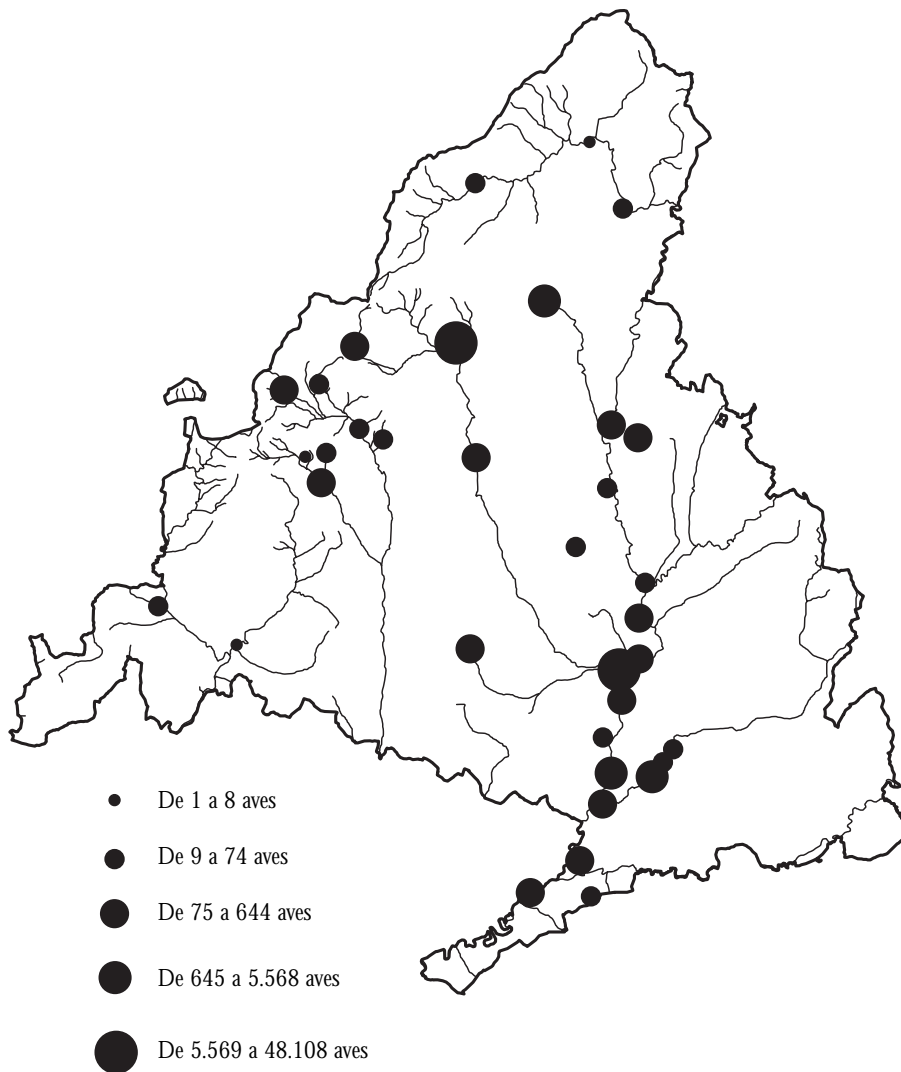 De 1 a 8 aves
De 9 a 74 aves
De 75 a 644 aves
De 645 a 5.568 aves
De 5.569 a 48.108 aves